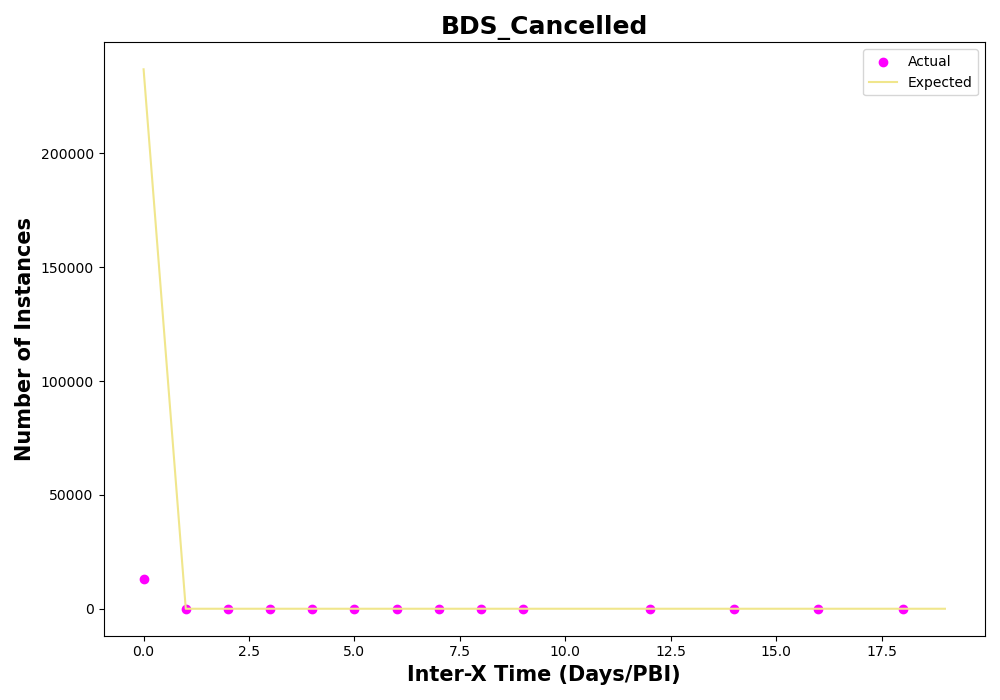 BDS_Cancelled
Actual
Expected
Number of Instances
200000
150000
100000
50000
0
0.0
2.5
5.0
7.5
10.0
12.5
15.0
17.5
Inter-X Time (Days/PBI)